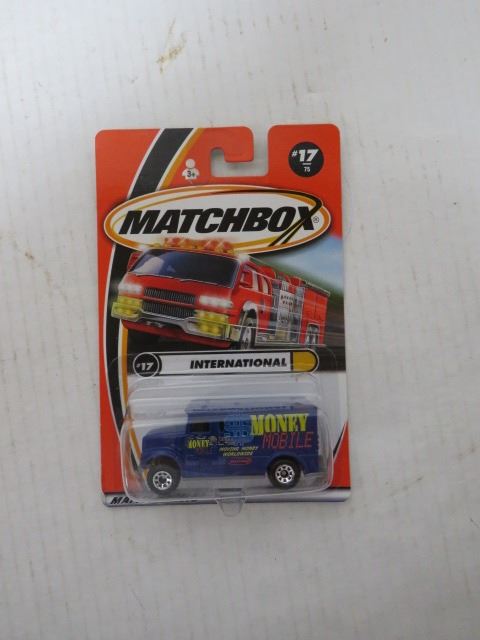 #17
75
3+
MATCHBOX®
#17
INTERNATIONAL
MONEY
MOBILE
MONEY
MOVING MONEY
WORLDWIDE